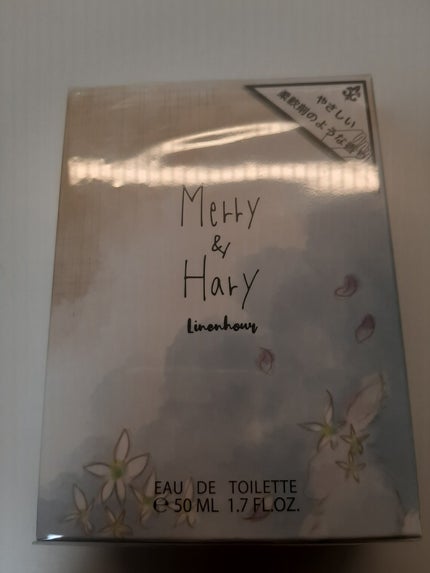 やさしい
柔軟剤のような香り
Merry
&
Hary
Linenhour
EAU DE TOILETTE
℮ 50 ML 1.7 FL.OZ.